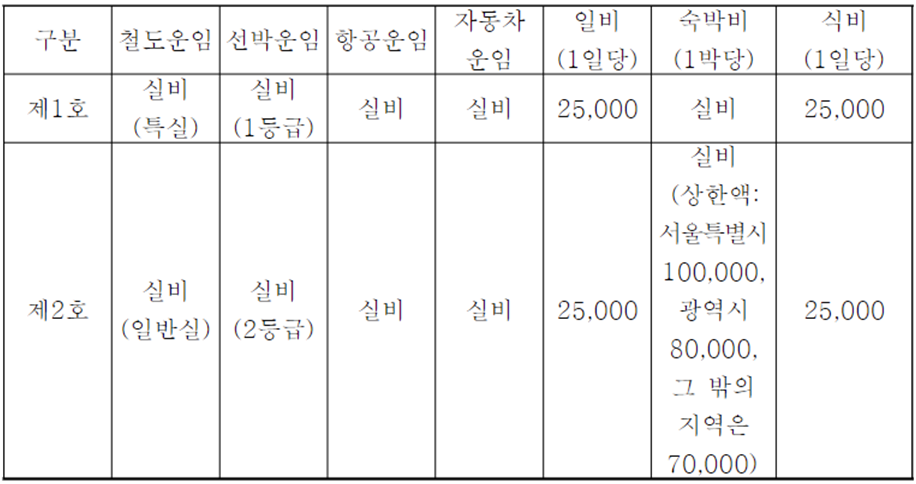 구분 철도운임 선박운임 항공운임 자동차 운임 일비 (1일당) 숙박비 (1박당) 식비 (1일당)
제1호 실비 (특실) 실비 (1등급) 실비 실비 25,000 실비 25,000
제2호 실비 (일반실) 실비 (2등급) 실비 실비 25,000 실비 (상한액: 서울특별시 100,000, 광역시 80,000, 그 밖의 지역은 70,000) 25,000